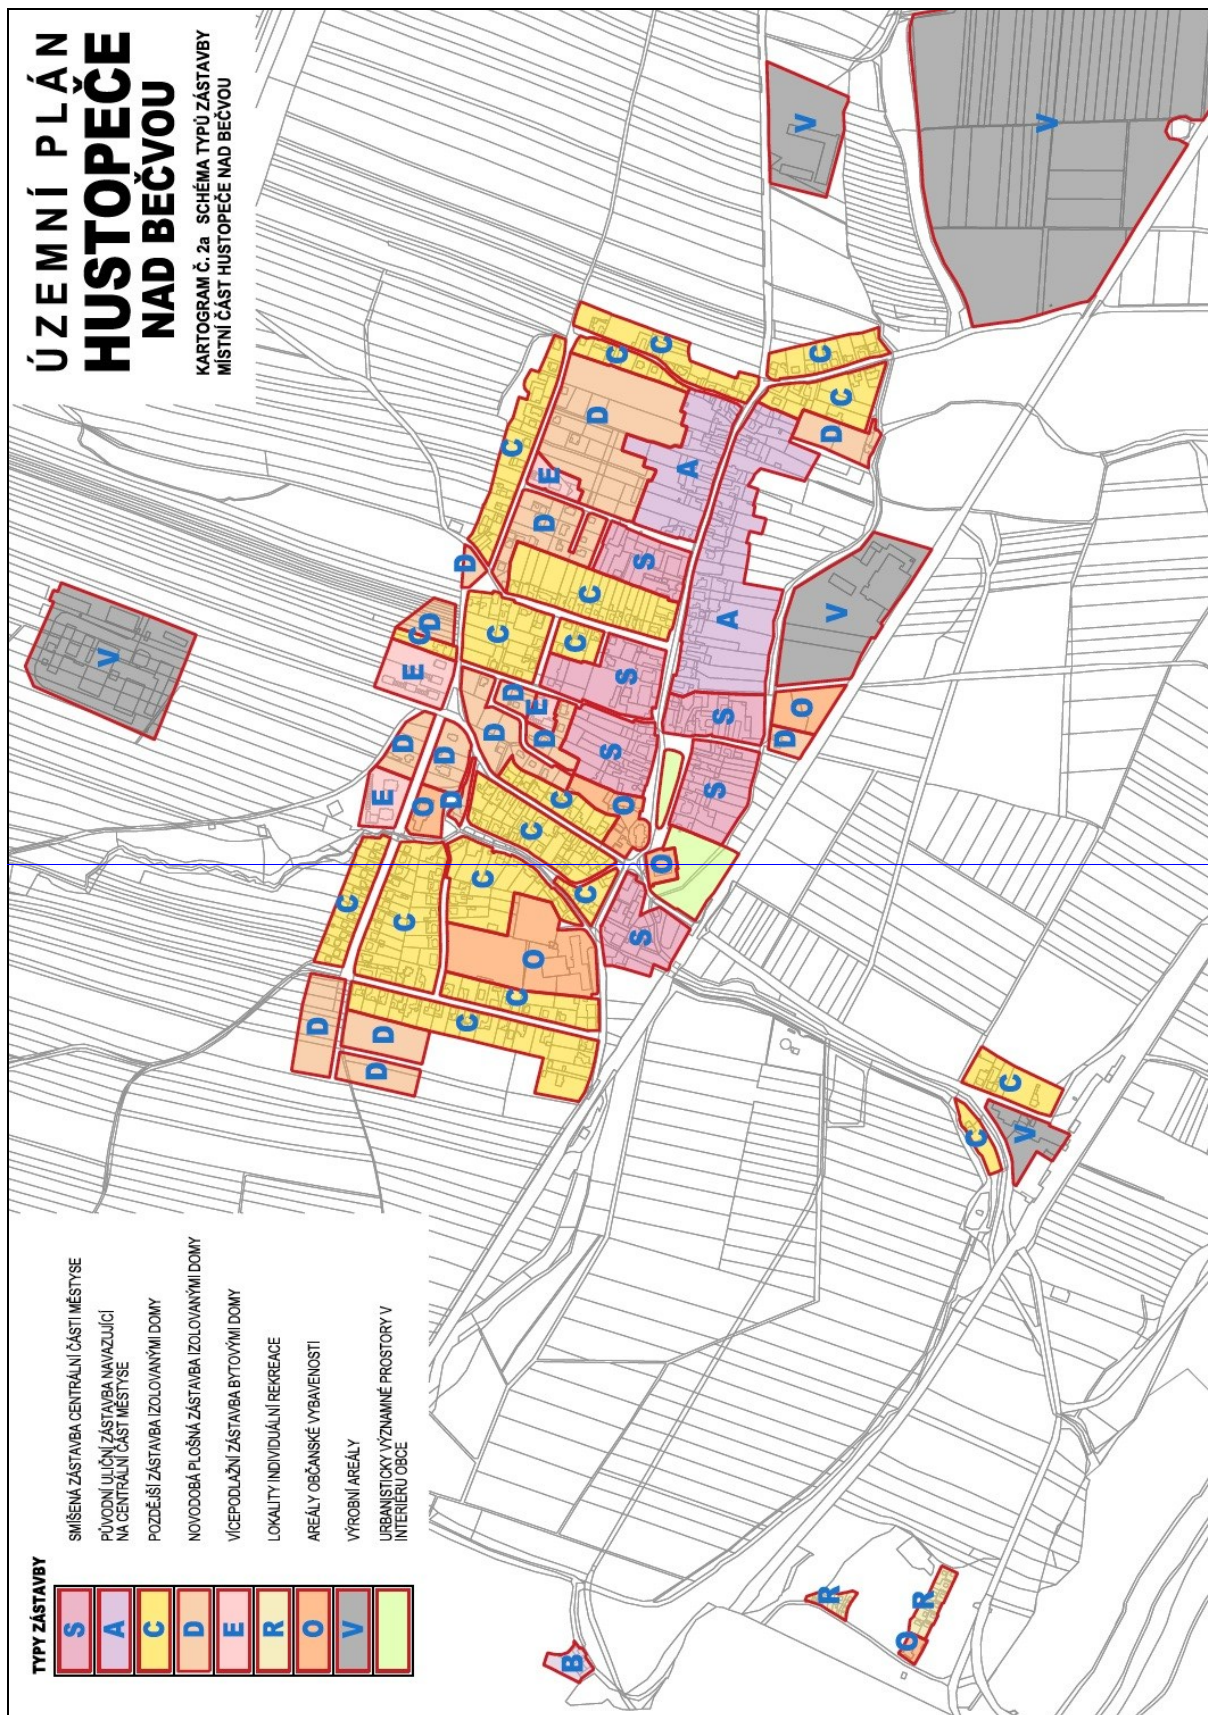 ÚZEMNÍ PLÁN
HUSTOPEČE
NAD BEČVOU
KARTOGRAM Č. 2a SCHÉMA TYPŮ ZÁSTAVBY
MÍSTNÍ ČÁST HUSTOPEČE NAD BEČVOU
TYPY ZÁSTAVBY
S SMÍŠENÁ ZÁSTAVBA CENTRÁLNÍ ČÁSTI MĚSTYSE
A PŮVODNÍ ULIČNÍ ZÁSTAVBA NAVAZUJÍCÍ
NA CENTRÁLNÍ ČÁST MĚSTYSE
C POZDĚJŠÍ ZÁSTAVBA IZOLOVANÝMI DOMY
D NOVODOBÁ PLOŠNÁ ZÁSTAVBA IZOLOVANÝMI DOMY
E VÍCEPODLAŽNÍ ZÁSTAVBA BYTOVÝMI DOMY
R LOKALITY INDIVIDUÁLNÍ REKREACE
O AREÁLY OBČANSKÉ VYBAVENOSTI
V VÝROBNÍ AREÁLY
URBANISTICKY VÝZNAMNÉ PROSTORY V
INTERIÉRU OBCE
V
V
V
C
C
C
C
C
D
D
E
A
D
D
S
C
C
D
E
C
C
S
A
V
O
D
S
S
D
E
D
D
S
D
D
E
O
D
C
C
O
O
C
S
C
C
C
O
C
C
D
D
D
C
C
V
B
R
R
O